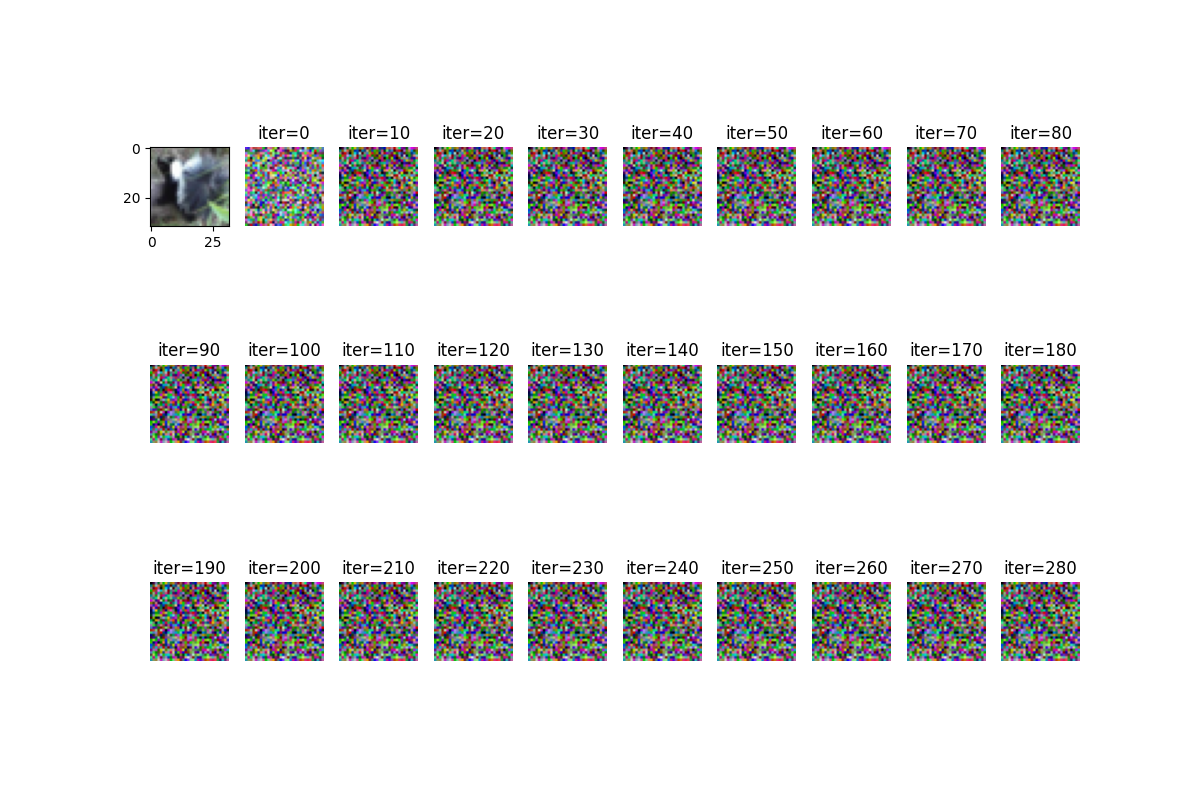 iter=0 iter=10 iter=20 iter=30 iter=40 iter=50 iter=60 iter=70 iter=80
0
20
0 25
iter=90 iter=100 iter=110 iter=120 iter=130 iter=140 iter=150 iter=160 iter=170 iter=180
iter=190 iter=200 iter=210 iter=220 iter=230 iter=240 iter=250 iter=260 iter=270 iter=280